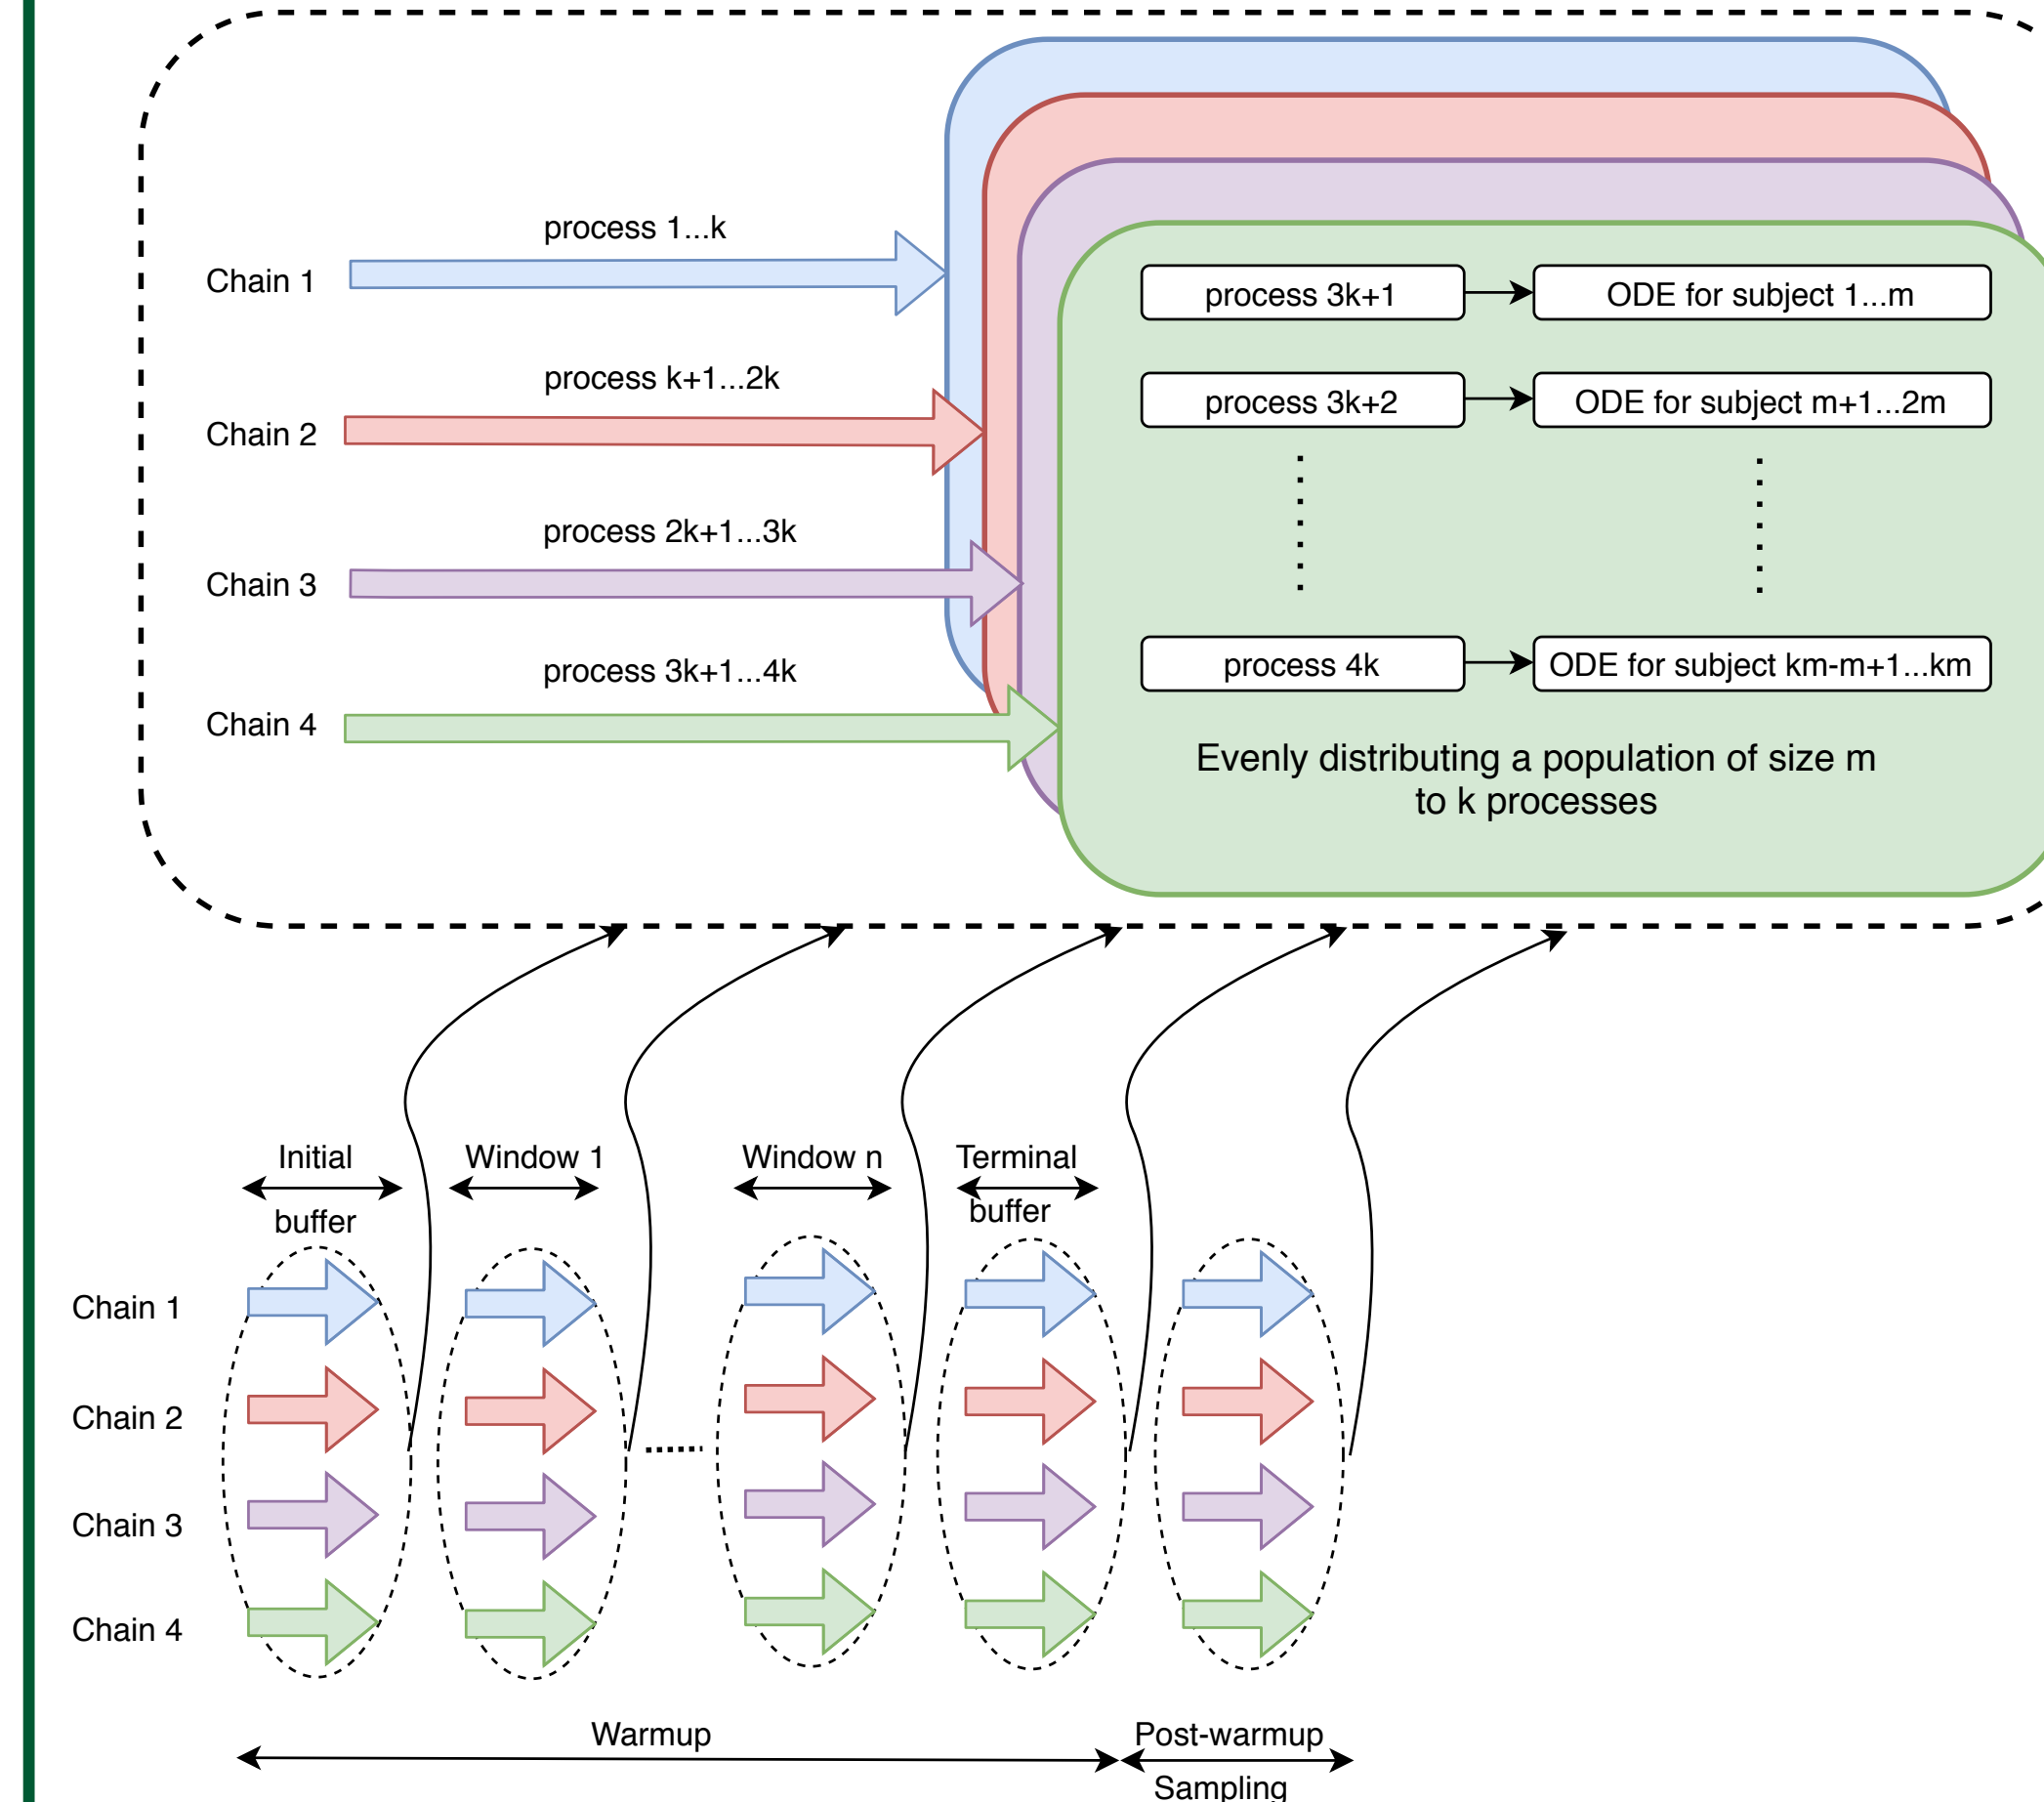 process 1...k
Chain 1
process 3k+1
ODE for subject 1...m
process k+1...2k
Chain 2
process 3k+2
ODE for subject m+1...2m
process 2k+1...3k
Chain 3
process 3k+1...4k
Chain 4
process 4k
ODE for subject km-m+1...km
Evenly distributing a population of size m
to k processes
Initial
buffer
Window 1
Window n
Terminal
buffer
Chain 1
Chain 2
Chain 3
Chain 4
Warmup
Post-warmup
Sampling